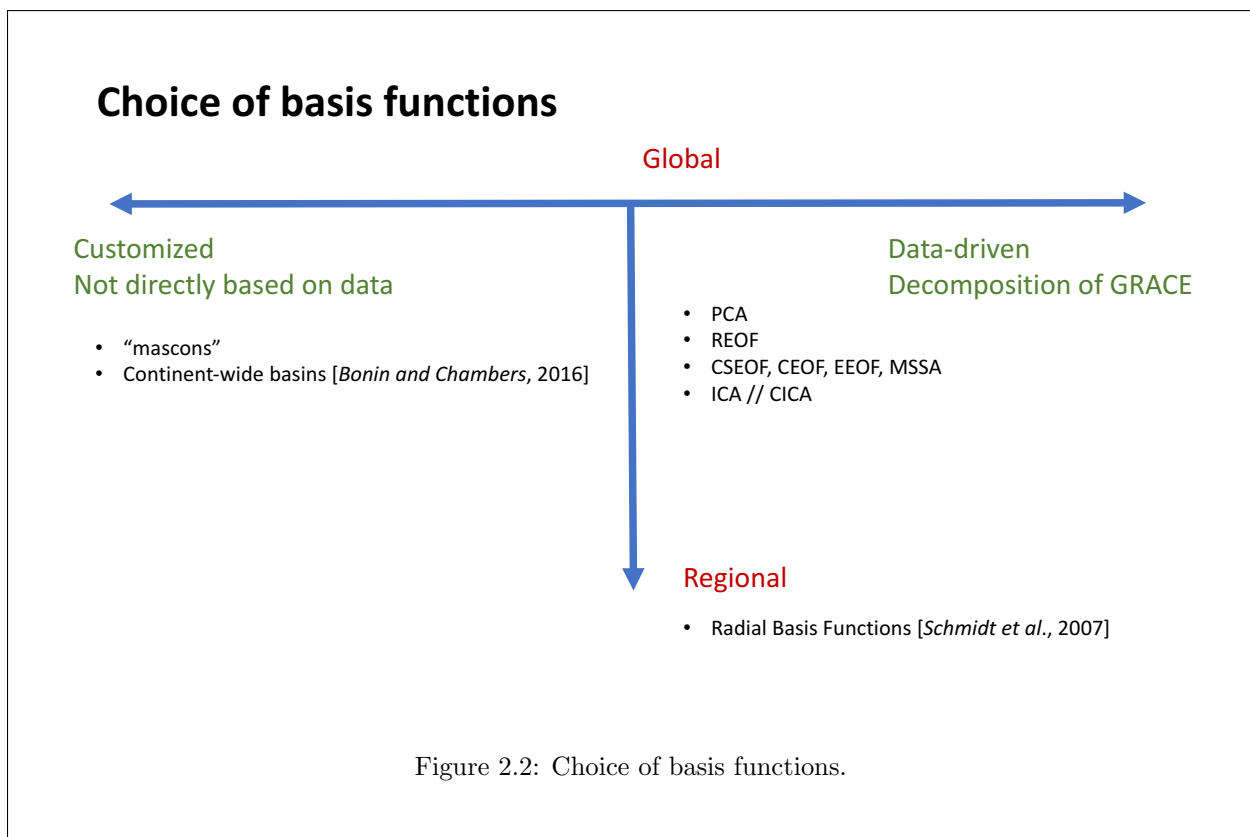 Choice of basis functions
Global
Customized
Not directly based on data
• “mascons”
• Continent-wide basins [Bonin and Chambers, 2016]
Data-driven
Decomposition of GRACE
• PCA
• REOF
• CSEOF, CEOF, EEOF, MSSA
• ICA // CICA
Regional
• Radial Basis Functions [Schmidt et al., 2007]
Figure 2.2: Choice of basis functions.